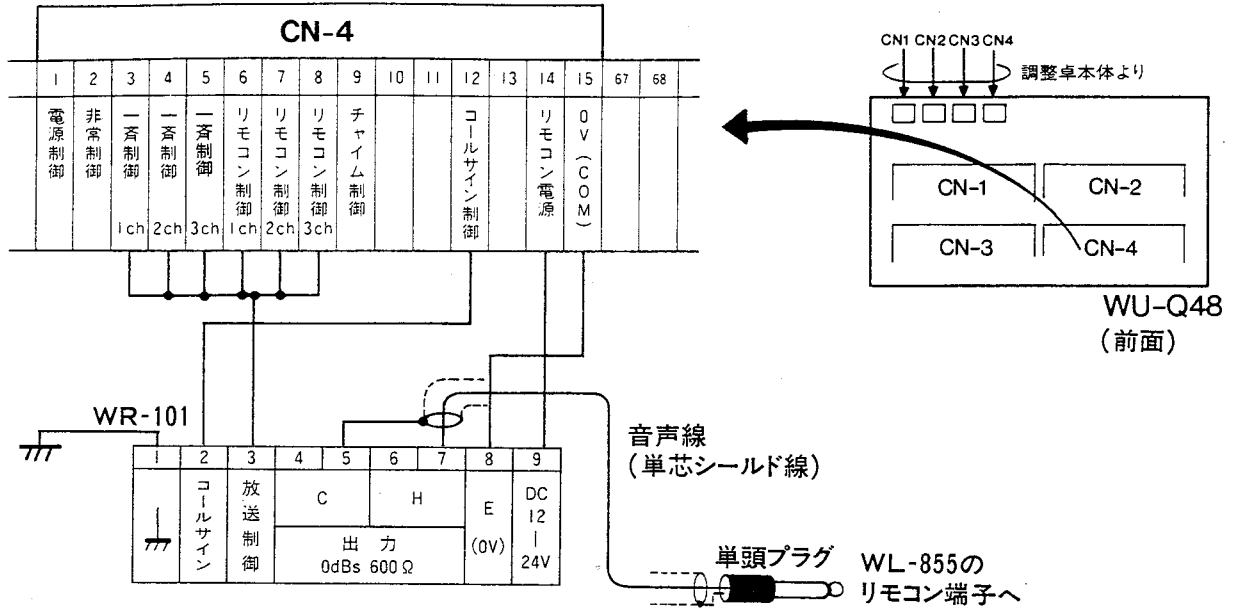 CN-4
1 2 3 4 5 6 7 8 9 10 11 12 13 14 15 67 68
電源制御
非常制御
一斉制御 1ch
一斉制御 2ch
一斉制御 3ch
リモコン制御 1ch
リモコン制御 2ch
リモコン制御 3ch
チャイム制御
コールサイン制御
リモコン電源
0V(COM)
CN1 CN2 CN3 CN4
調整卓本体より
CN-1 CN-2
CN-3 CN-4
WU-Q48
(前面)
WR-101
1 2 3 4 5 6 7 8 9
コールサイン
放送制御
C
H
出力
0dBs 600Ω
E
(0V)
DC
12
|
24V
音声線
(単芯シールド線)
単頭プラグ
WL-855の
リモコン端子へ